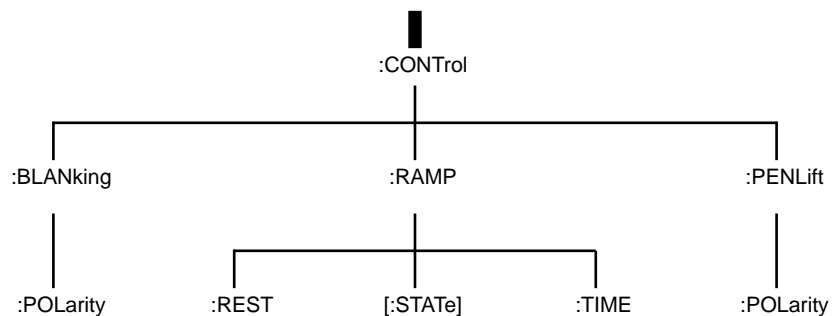 :CONTrol
:BLANking :RAMP :PENLift
:POLarity :REST [:STATe] :TIME :POLarity